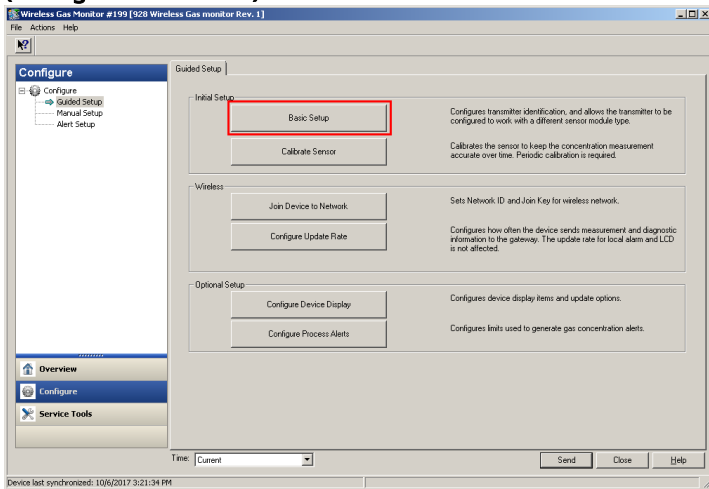 Wireless Gas Monitor #199 [928 Wireless Gas monitor Rev. 1]
File Actions Help
Configure
Configure
Guided Setup
Manual Setup
Alert Setup
Overview
Configure
Service Tools
Guided Setup
Initial Setup
Basic Setup
Configures transmitter identification, and allows the transmitter to be
configured to work with a different sensor module type.
Calibrate Sensor
Calibrates the sensor to keep the concentration measurement
accurate over time. Periodic calibration is required.
Wireless
Join Device to Network
Sets Network ID and Join Key for wireless network.
Configure Update Rate
Configures how often the device sends measurement and diagnostic
information to the gateway. The update rate for local alarm and LCD
is not affected.
Optional Setup
Configure Device Display
Configures device display items and update options.
Configure Process Alerts
Configures limits used to generate gas concentration alerts.
Time: Current
Send Close Help
Device last synchronized: 10/6/2017 3:21:34 PM